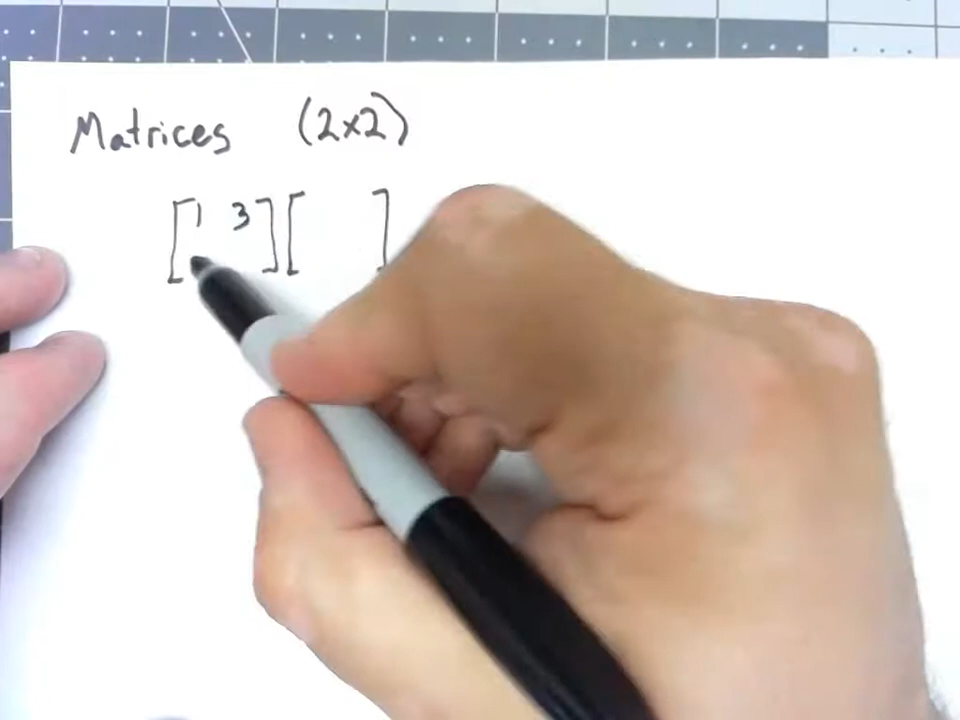 Matrices (2x2)
[1 3] [ ]